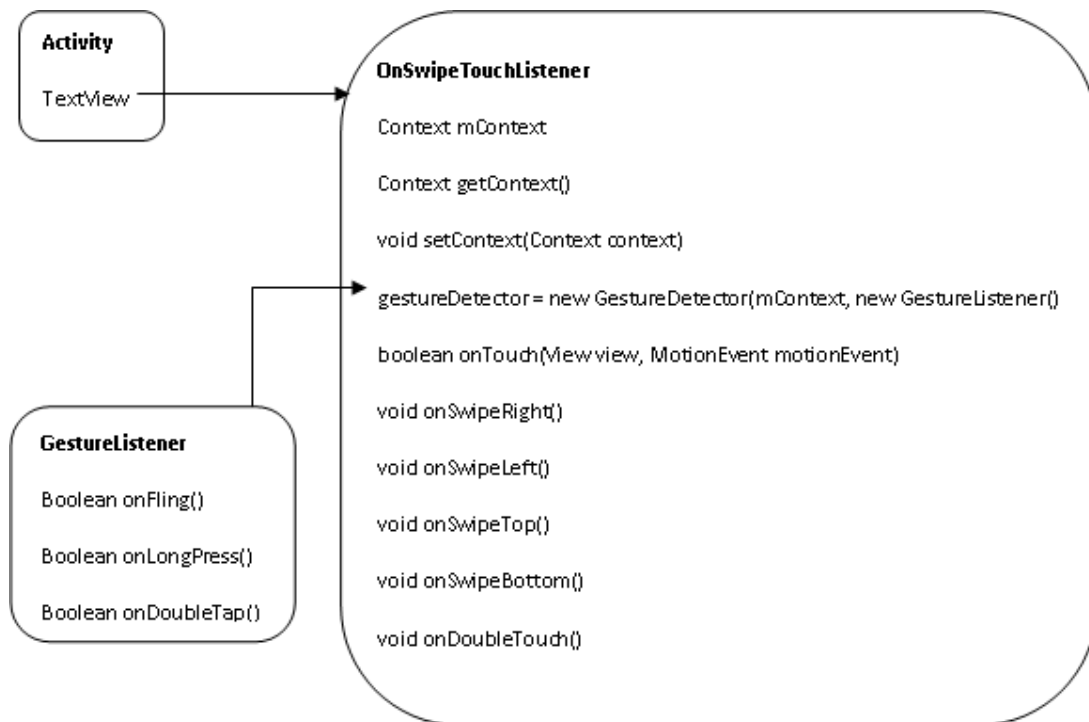 Activity
TextView
OnSwipeTouchListener
Context mContext
Context getContext()
void setContext(Context context)
gestureDetector = new GestureDetector(mContext, new GestureListener()
boolean onTouch(View view, MotionEvent motionEvent)
void onSwipeRight()
void onSwipeLeft()
void onSwipeTop()
void onSwipeBottom()
void onDoubleTouch()
GestureListener
Boolean onFling()
Boolean onLongPress()
Boolean onDoubleTap()